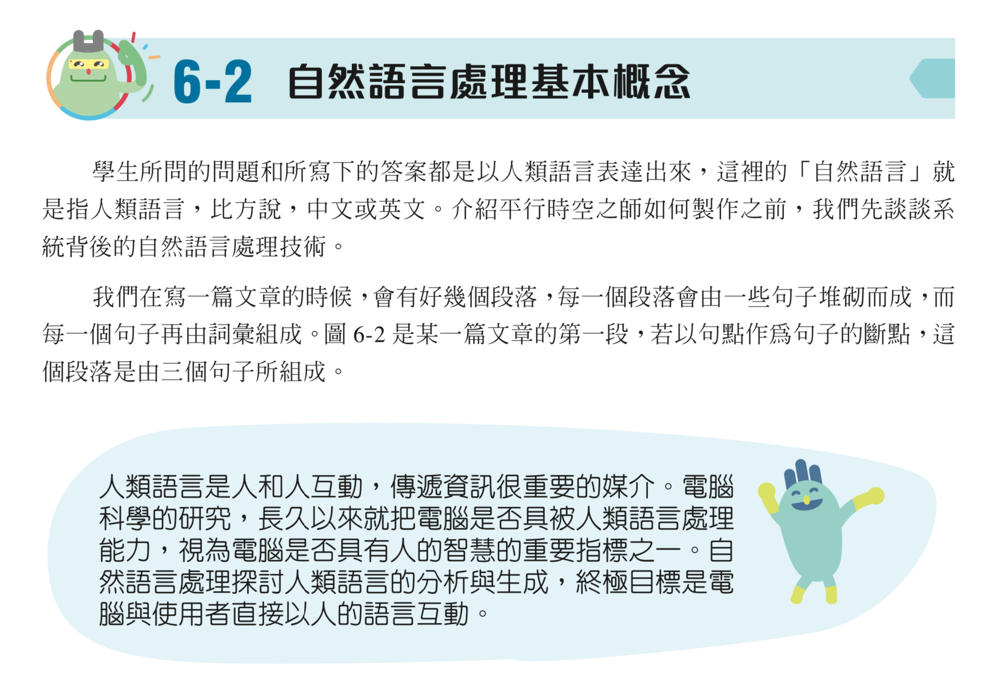 6-2 自然語言處理基本概念
學生所問的問題和所寫下的答案都是以人類語言表達出來，這裡的「自然語言」就
是指人類語言，比方說，中文或英文。介紹平行時空之師如何製作之前，我們先談談系
統背後的自然語言處理技術。
我們在寫一篇文章的時候，會有好幾個段落，每一個段落會由一些句子堆砌而成，而
每一個句子再由詞彙組成。圖 6-2 是某一篇文章的第一段，若以句點作爲句子的斷點，這
個段落是由三個句子所組成。
人類語言是人和人互動，傳遞資訊很重要的媒介。電腦
科學的研究，長久以來就把電腦是否具被人類語言處理
能力，視為電腦是否具有人的智慧的重要指標之一。自
然語言處理探討人類語言的分析與生成，終極目標是電
腦與使用者直接以人的語言互動。